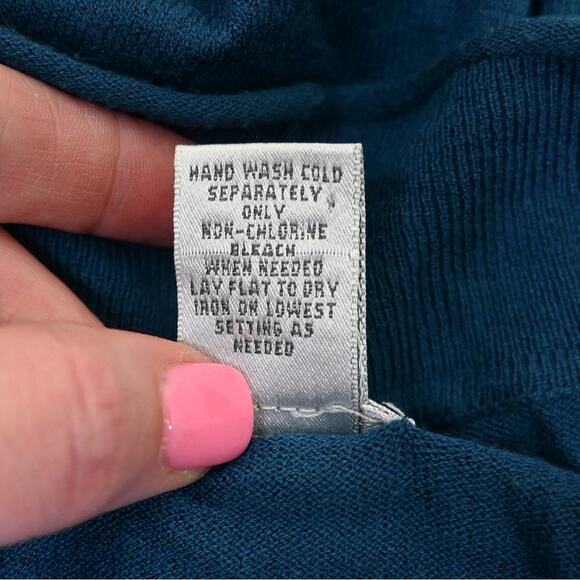 HAND WASH COLD
SEPARATELY
ONLY
NON-CHLORINE
BLEACH
WHEN NEEDED
LAY FLAT TO DRY
IRON ON LOWEST
SETTING AS
NEEDED